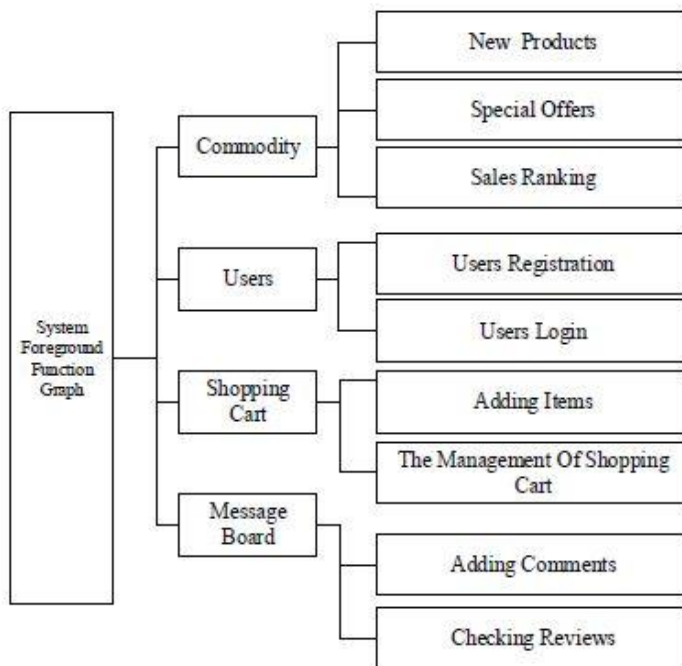 System
Foreground
Function
Graph
Commodity
New Products
Special Offers
Sales Ranking
Users
Users Registration
Users Login
Shopping
Cart
Adding Items
The Management Of Shopping
Cart
Message
Board
Adding Comments
Checking Reviews